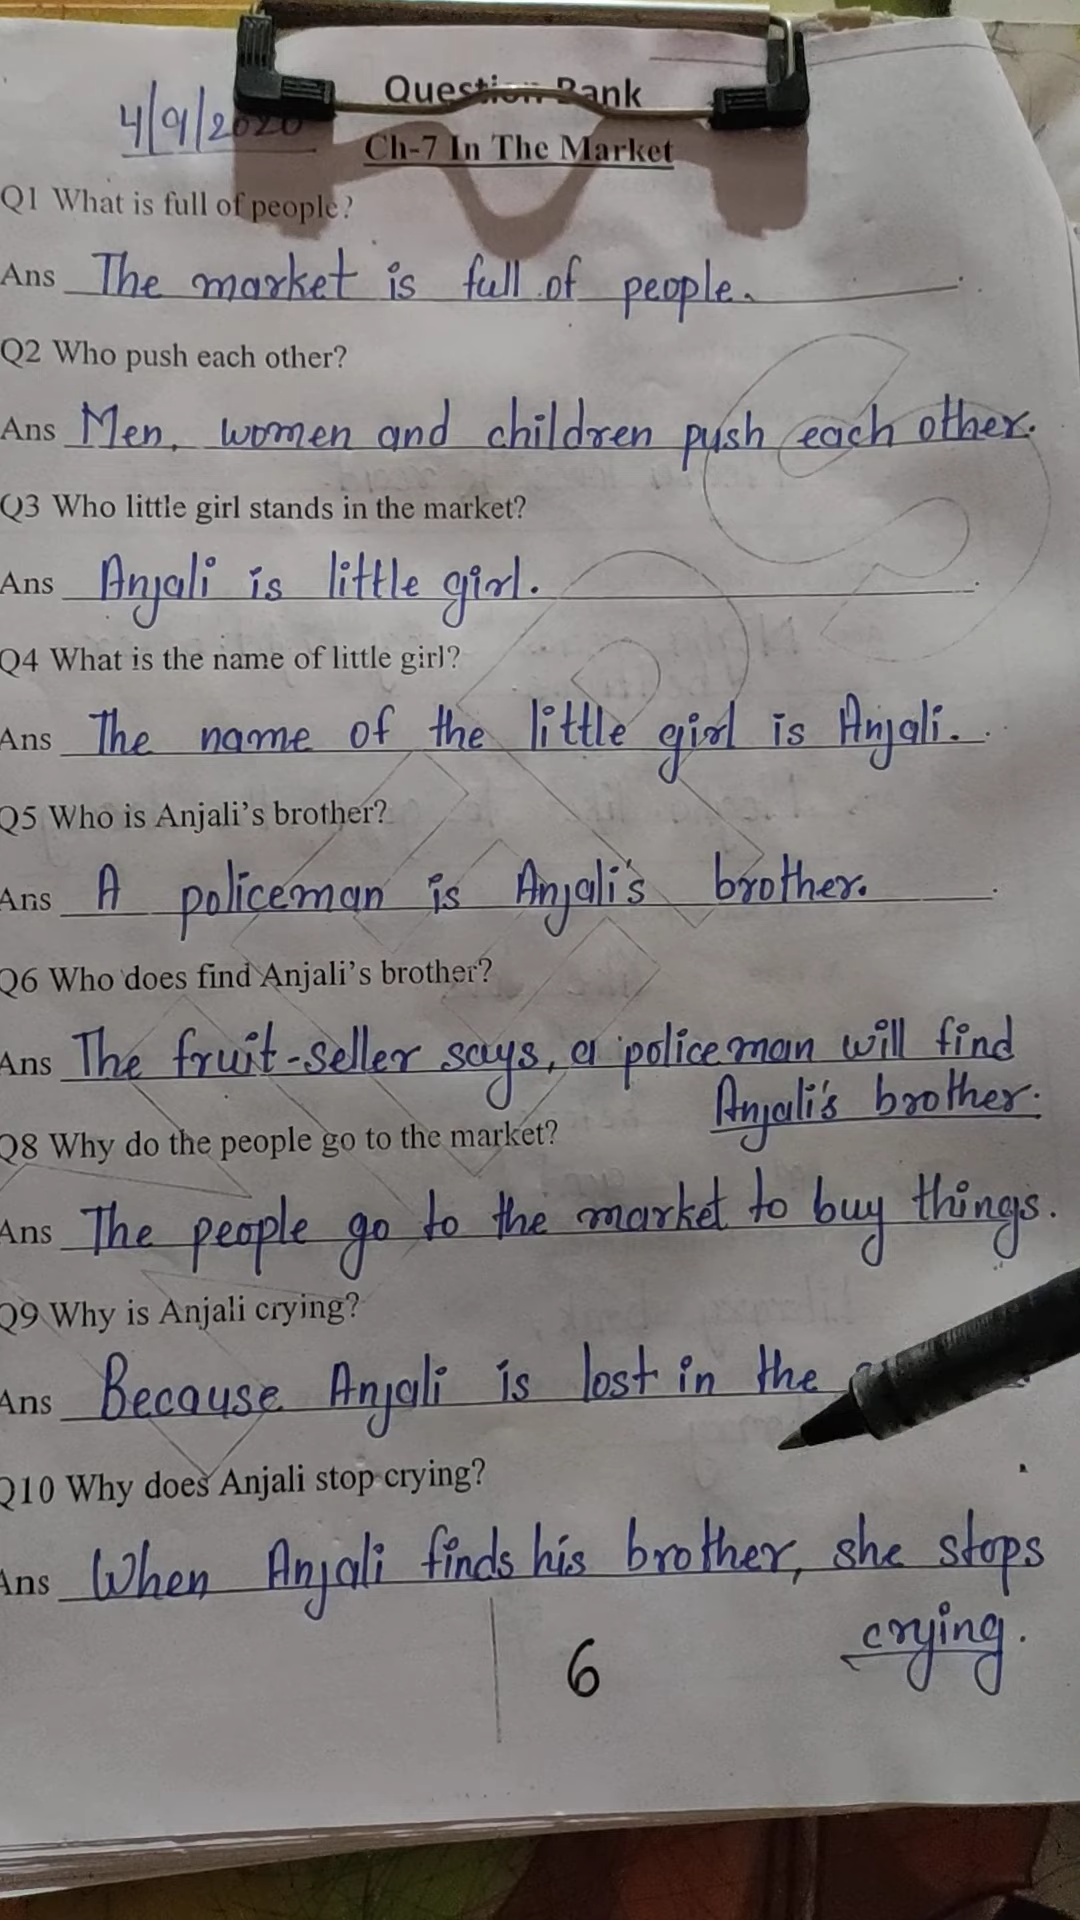 Question Bank
4/9/2020
Ch-7 In The Market
Q1 What is full of people?
Ans The market is full of people.
Q2 Who push each other?
Ans Men, women and children push each other.
Q3 Who little girl stands in the market?
Ans Anjali is little girl.
Q4 What is the name of little girl?
Ans The name of the little girl is Anjali.
Q5 Who is Anjali's brother?
Ans A policeman is Anjali's brother.
Q6 Who does find Anjali's brother?
Ans The fruit-seller says, a policeman will find
Anjali's brother.
Q8 Why do the people go to the market?
Ans The people go to the market to buy things.
Q9 Why is Anjali crying?
Ans Because Anjali is lost in the
Q10 Why does Anjali stop crying?
Ans When Anjali finds his brother, she stops
crying.
6